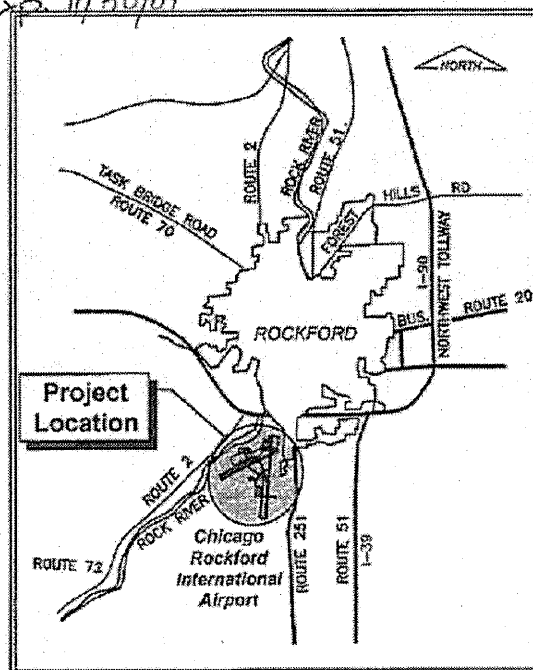 NORTH
ROUTE 2
ROCK RIVER
ROUTE 51
TASK BRIDGE ROAD
ROUTE 70
FOREST HILLS RD
I-90
NORTHWEST TOLLWAY
BUS. ROUTE 20
ROCKFORD
Project
Location
ROUTE 2
ROCK RIVER
ROUTE 72
Chicago
Rockford
International
Airport
ROUTE 251
ROUTE 51
I-39